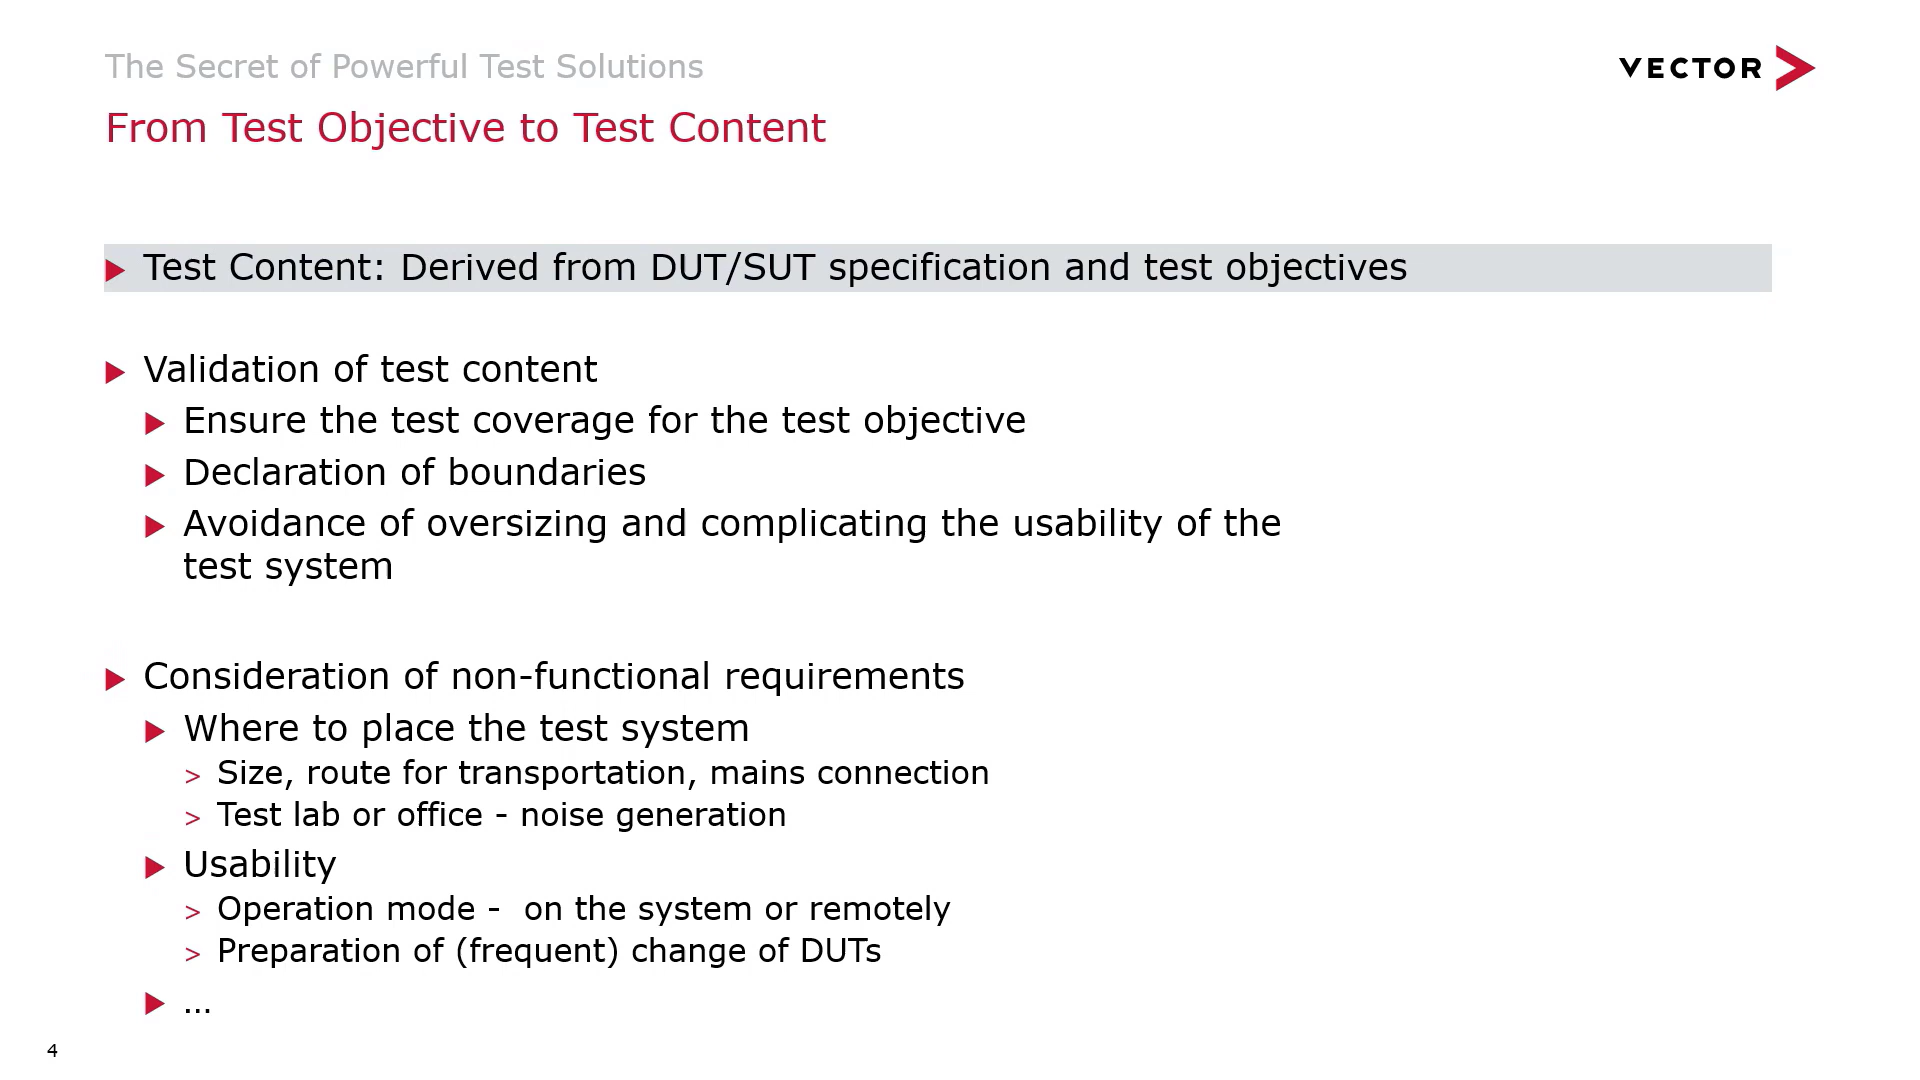 The Secret of Powerful Test Solutions
VECTOR
From Test Objective to Test Content
Test Content: Derived from DUT/SUT specification and test objectives
Validation of test content
Ensure the test coverage for the test objective
Declaration of boundaries
Avoidance of oversizing and complicating the usability of the
test system
Consideration of non-functional requirements
Where to place the test system
> Size, route for transportation, mains connection
> Test lab or office - noise generation
Usability
> Operation mode -  on the system or remotely
> Preparation of (frequent) change of DUTs
...
4